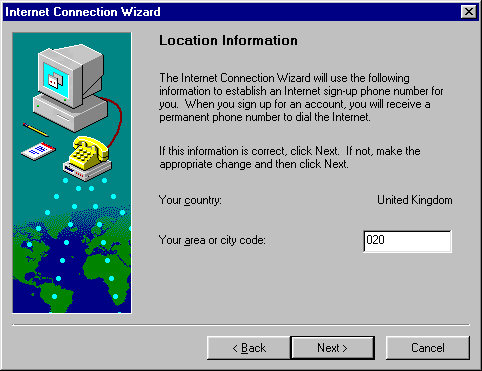 Internet Connection Wizard
Location Information
The Internet Connection Wizard will use the following
information to establish an Internet sign-up phone number for
you. When you sign up for an account, you will receive a
permanent phone number to dial the Internet.
If this information is correct, click Next. If not, make the
appropriate change and then click Next.
Your country: United Kingdom
Your area or city code: 020
< Back Next > Cancel